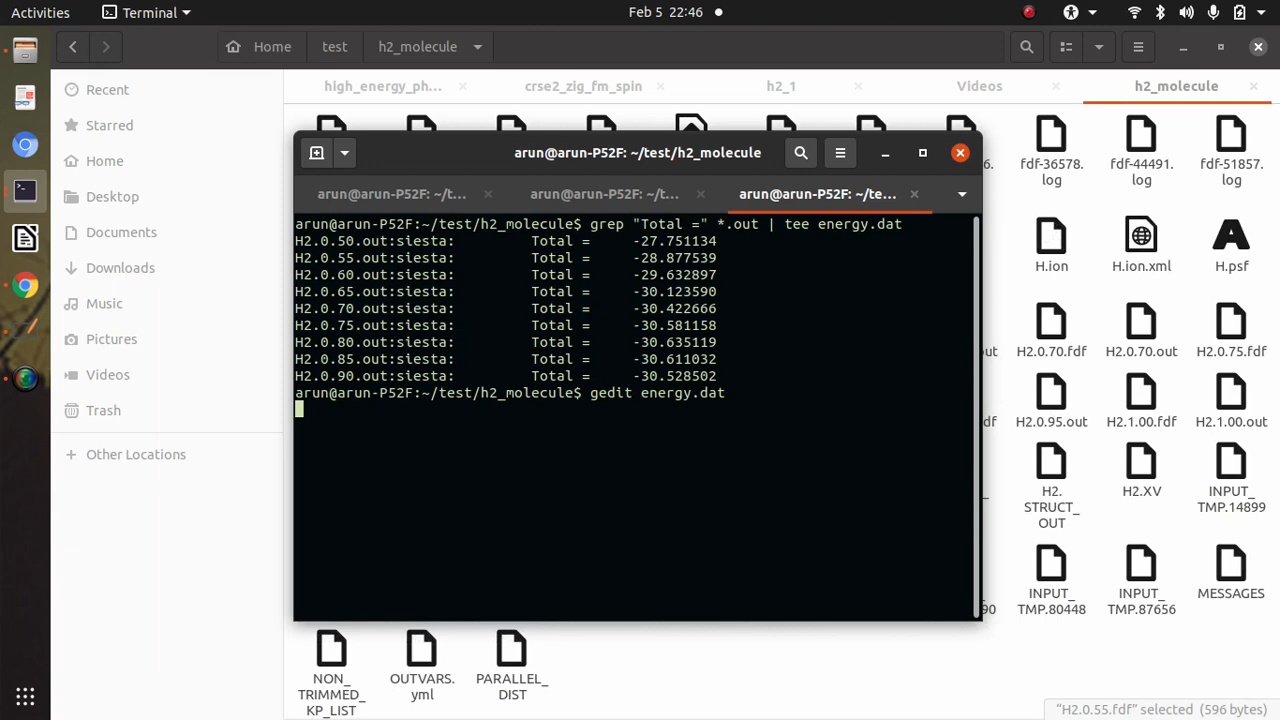 Activities Terminal Feb 5 22:46
Home test h2_molecule
high_energy_ph... crse2_zig_fm_spin h2_1 Videos h2_molecule
Recent
Starred
Home
Desktop
Documents
Downloads
Music
Pictures
Videos
Trash
+ Other Locations
arun@arun-P52F: ~/test/h2_molecule
arun@arun-P52F: ~/t... arun@arun-P52F: ~/t... arun@arun-P52F: ~/te...
arun@arun-P52F:~/test/h2_molecule$ grep "Total =" *.out | tee energy.dat
H2.0.50.out:siesta: Total = -27.751134
H2.0.55.out:siesta: Total = -28.877539
H2.0.60.out:siesta: Total = -29.632897
H2.0.65.out:siesta: Total = -30.123590
H2.0.70.out:siesta: Total = -30.422666
H2.0.75.out:siesta: Total = -30.581158
H2.0.80.out:siesta: Total = -30.635119
H2.0.85.out:siesta: Total = -30.611032
H2.0.90.out:siesta: Total = -30.528502
arun@arun-P52F:~/test/h2_molecule$ gedit energy.dat
6. fdf-36578. fdf-44491. fdf-51857.
log log log
H.ion H.ion.xml H.psf
out H2.0.70.fdf H2.0.70.out H2.0.75.fdf
df H2.0.95.out H2.1.00.fdf H2.1.00.out
H2. H2.XV INPUT_
STRUCT_ TMP.14899
OUT
INPUT_ INPUT_ MESSAGES
90 TMP.80448 TMP.87656
NON_ OUTVARS. PARALLEL_
TRIMMED_ yml DIST
KP_LIST
"H2.0.55.fdf" selected (596 bytes)